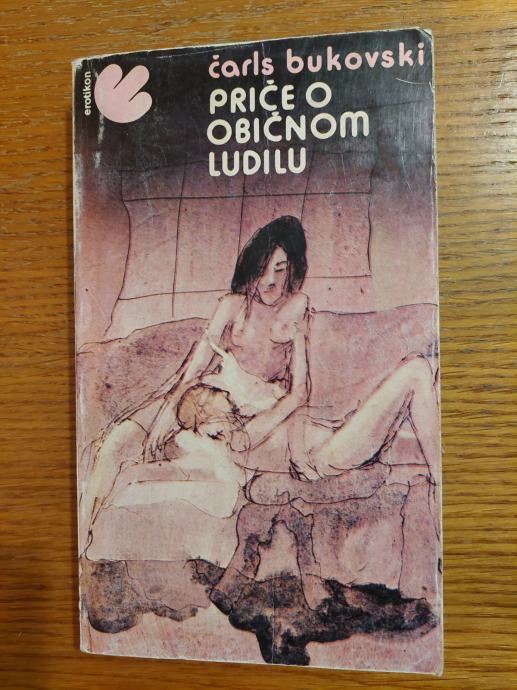 erotikon
čarls bukovski
PRIČE O
OBIČNOM
LUDILU